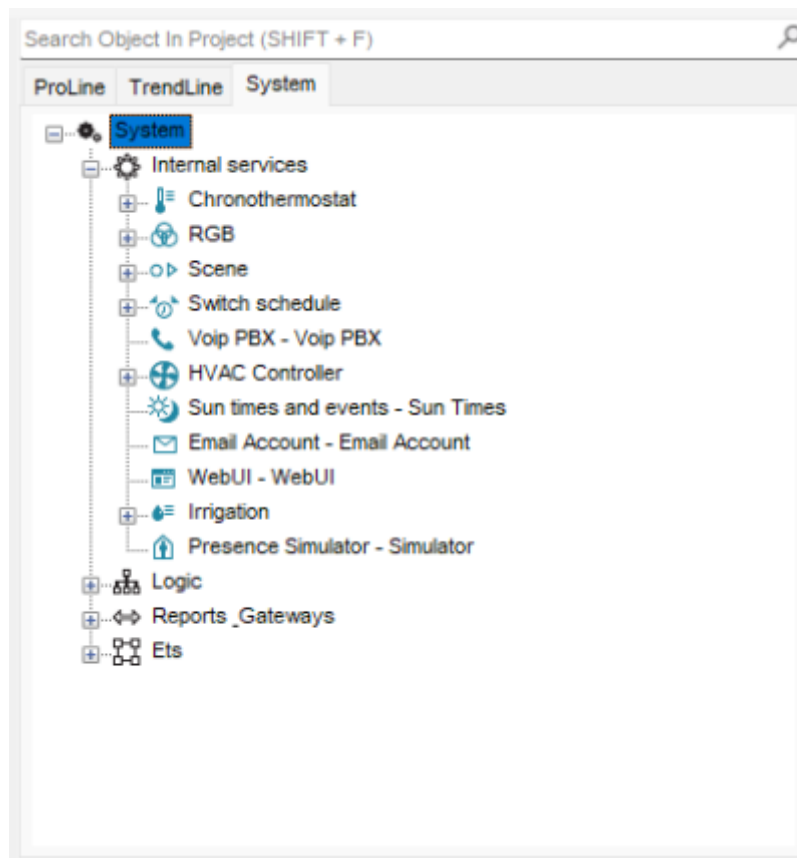 Search Object In Project (SHIFT + F)
ProLine TrendLine System
System
Internal services
Chronothermostat
RGB
Scene
Switch schedule
Voip PBX - Voip PBX
HVAC Controller
Sun times and events - Sun Times
Email Account - Email Account
WebUI - WebUI
Irrigation
Presence Simulator - Simulator
Logic
Reports _Gateways
Ets